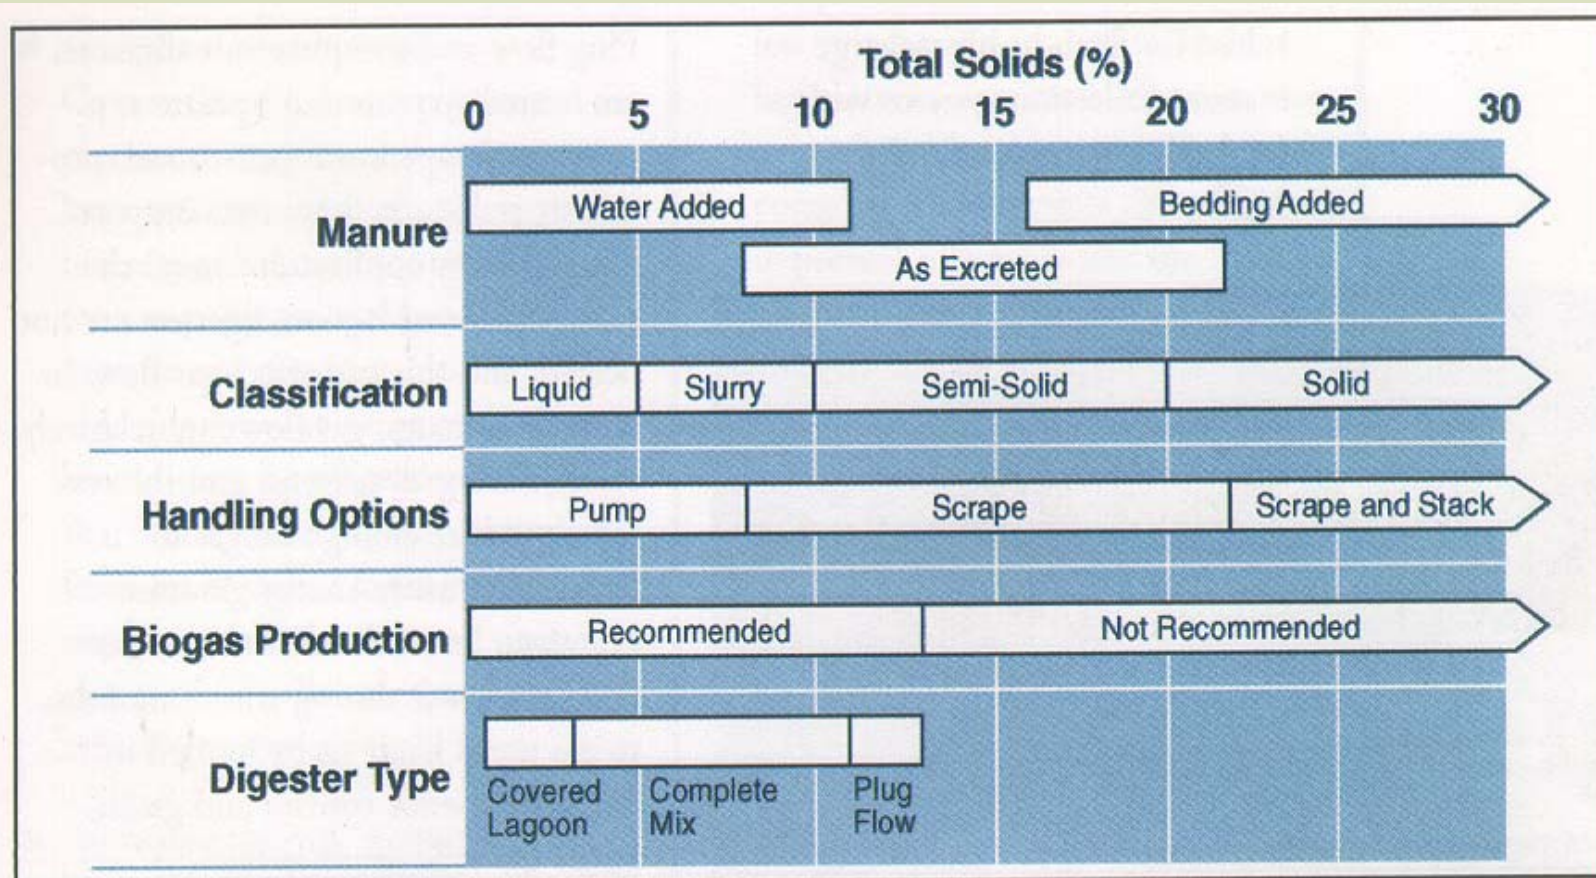 Total Solids (%)
0 5 10 15 20 25 30
Manure
Water Added
Bedding Added
As Excreted
Classification
Liquid
Slurry
Semi-Solid
Solid
Handling Options
Pump
Scrape
Scrape and Stack
Biogas Production
Recommended
Not Recommended
Digester Type
Covered
Lagoon
Complete
Mix
Plug
Flow